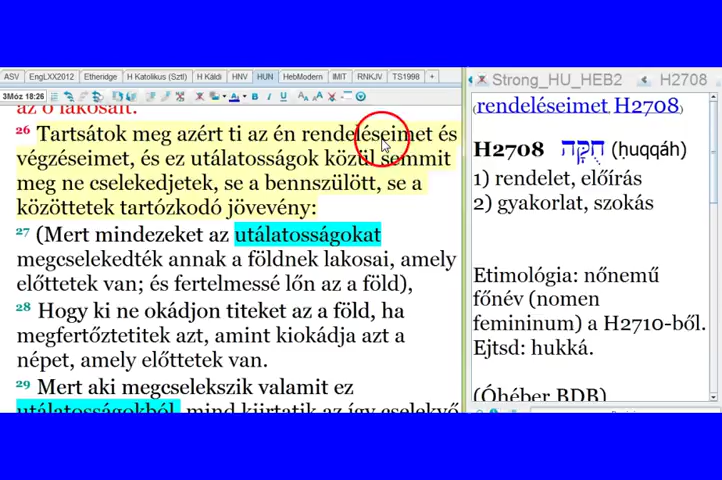 ASV EngLXX2012 Etheridge H Katolikus (Sztl) H Káldi HNV HUN HebModern IMIT RNKJV TS1998 +
3Móz 18:26
az ő lakosait.
26 Tartsátok meg azért ti az én rendeléseimet és
végzéseimet, és ez utálatosságok közül semmit
meg ne cselekedjetek, se a bennszülött, se a
közöttetek tartózkodó jövevény:
27 (Mert mindezeket az utálatosságokat
megcselekedték annak a földnek lakosai, amely
előttetek van; és fertelmessé lőn az a föld),
28 Hogy ki ne okádjon titeket az a föld, ha
megfertőztetitek azt, amint kiokádja azt a
népet, amely előttetek van.
29 Mert aki megcselekszik valamit ez
utálatosságokból, mind kiirtatik az így cselekvő
Strong_HU_HEB2 H2708
(rendeléseimet, H2708)
H2708 חֻקָּה (ḥuqqáh)
1) rendelet, előírás
2) gyakorlat, szokás
Etimológia: nőnemű
főnév (nomen
femininum) a H2710-ből.
Ejtsd: hukká.
(Óhéber BDB)